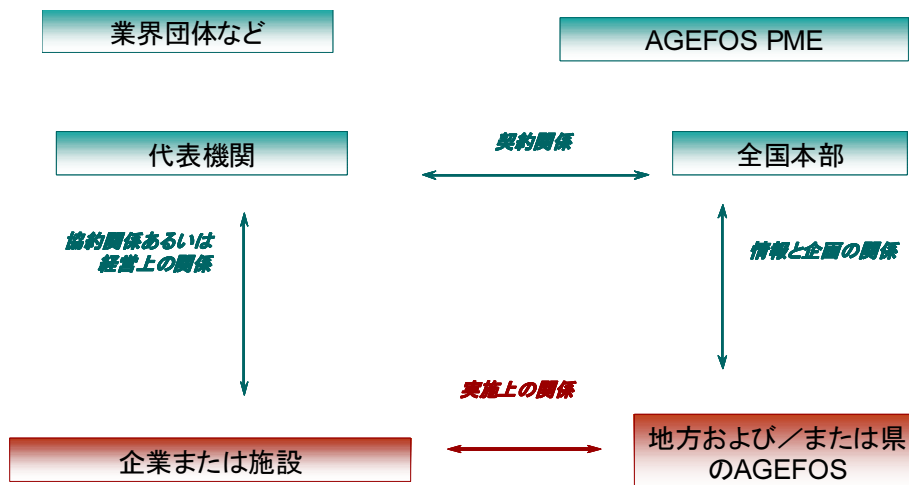 業界団体など
AGEFOS PME
代表機関
契約関係
全国本部
協約関係あるいは
経営上の関係
情報と企画の関係
実施上の関係
企業または施設
地方および／または県
のAGEFOS